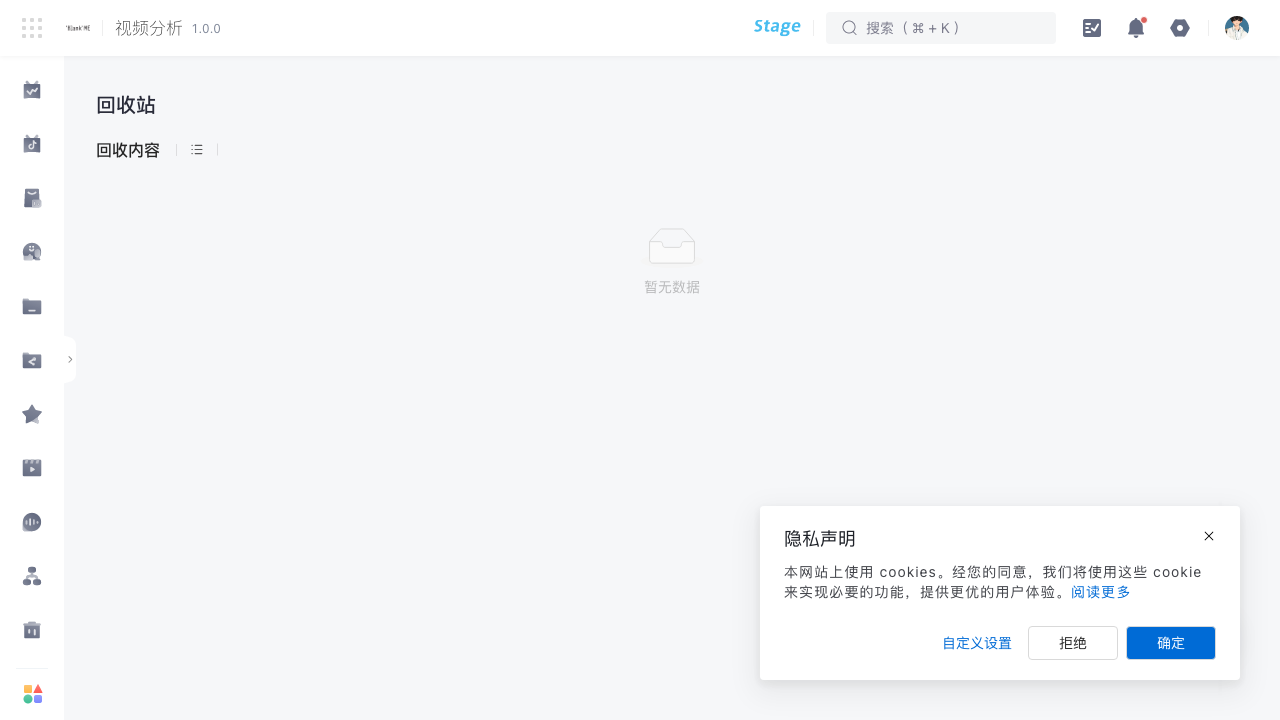 'Blank' ME
视频分析 1.0.0
Stage
搜索（⌘ + K ）
回收站
回收内容
暂无数据
隐私声明
本网站上使用 cookies。经您的同意，我们将使用这些 cookie
来实现必要的功能，提供更优的用户体验。阅读更多
自定义设置
拒绝
确定